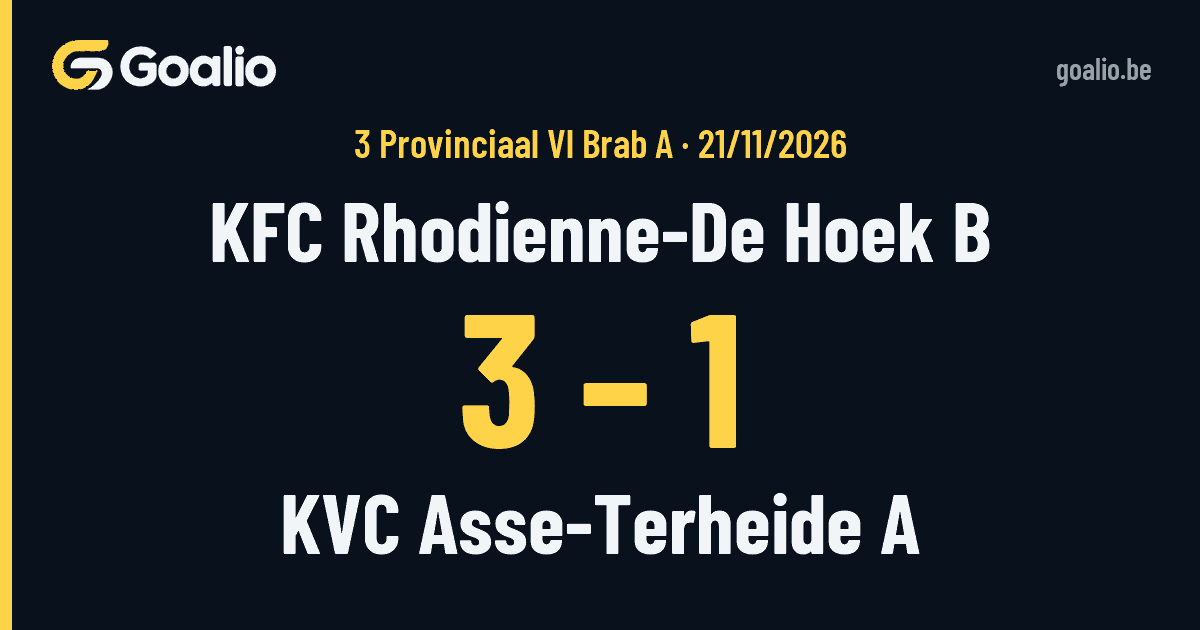 Goalio
goalio.be
3 Provinciaal Vl Brab A · 21/11/2026
KFC Rhodienne-De Hoek B
3 – 1
KVC Asse-Terheide A